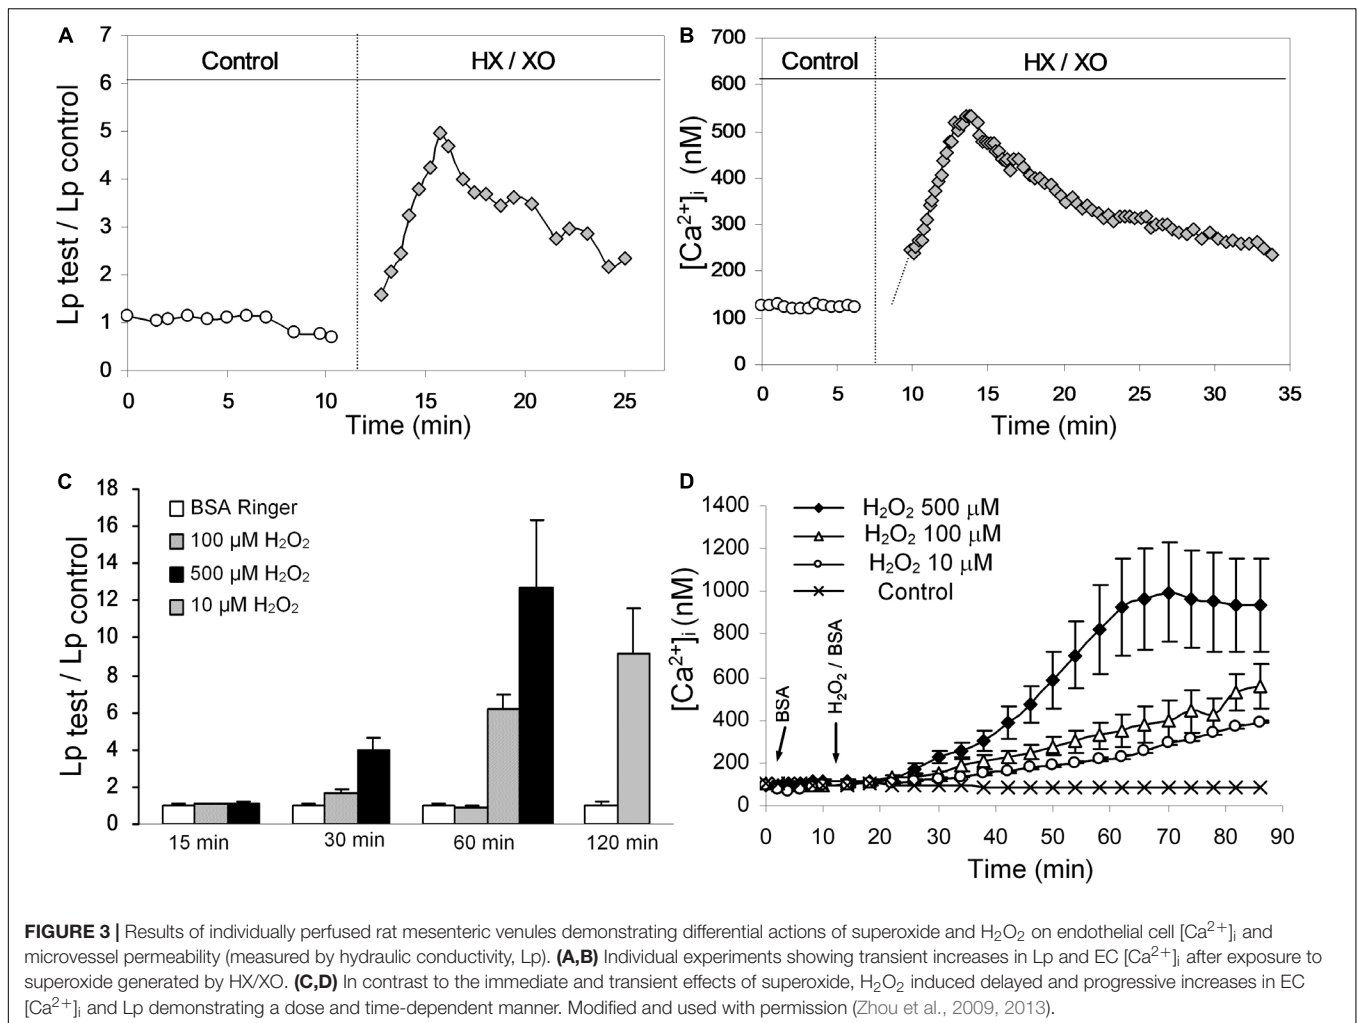 A
7
6
5
4
3
2
1
0
Control
HX / XO
Lp test / Lp control
0 5 10 15 20 25
Time (min)
B
700
600
500
400
300
200
100
0
Control
HX / XO
[Ca2+]i (nM)
0 5 10 15 20 25 30 35
Time (min)
C
18
16
14
12
10
8
6
4
2
0
BSA Ringer
100 µM H2O2
500 µM H2O2
10 µM H2O2
Lp test / Lp control
15 min 30 min 60 min 120 min
D
1400
1200
1000
800
600
400
200
0
H2O2 500 µM
H2O2 100 µM
H2O2 10 µM
Control
[Ca2+]i (nM)
BSA
H2O2 / BSA
0 10 20 30 40 50 60 70 80 90
Time (min)
FIGURE 3 | Results of individually perfused rat mesenteric venules demonstrating differential actions of superoxide and H2O2 on endothelial cell [Ca2+]i and
microvessel permeability (measured by hydraulic conductivity, Lp). (A,B) Individual experiments showing transient increases in Lp and EC [Ca2+]i after exposure to
superoxide generated by HX/XO. (C,D) In contrast to the immediate and transient effects of superoxide, H2O2 induced delayed and progressive increases in EC
[Ca2+]i and Lp demonstrating a dose and time-dependent manner. Modified and used with permission (Zhou et al., 2009, 2013).